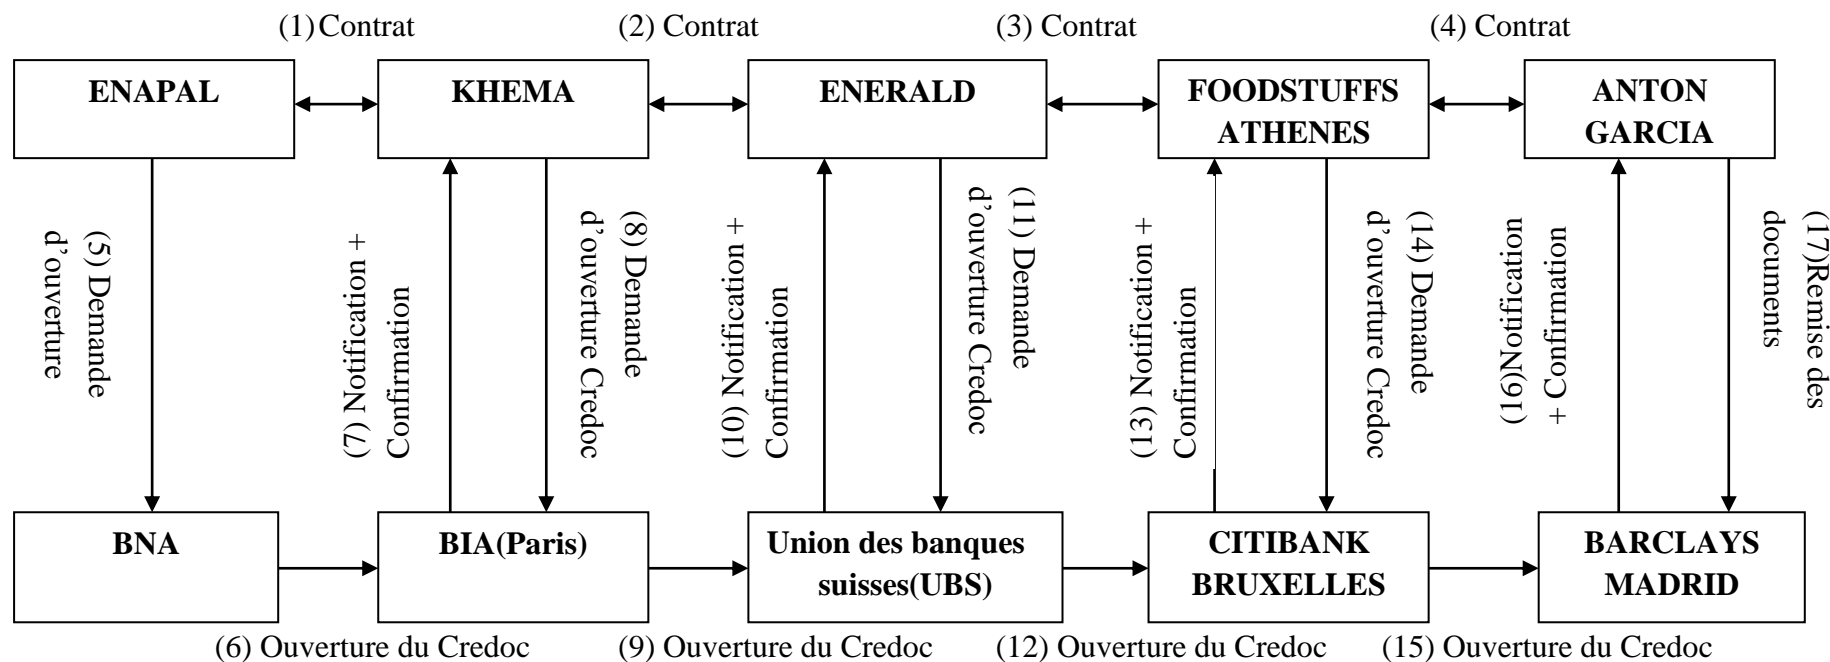 (1) Contrat
(2) Contrat
(3) Contrat
(4) Contrat
ENAPAL
KHEMA
ENERALD
FOODSTUFFS
ATHENES
ANTON
GARCIA
(5) Demande
d’ouverture
(7) Notification +
Confirmation
(8) Demande
d’ouverture Credoc
(10) Notification +
Confirmation
(11) Demande
d’ouverture Credoc
(13) Notification +
Confirmation
(14) Demande
d’ouverture Credoc
(16)Notification
+ Confirmation
(17)Remise des
documents
BNA
BIA(Paris)
Union des banques
suisses(UBS)
CITIBANK
BRUXELLES
BARCLAYS
MADRID
(6) Ouverture du Credoc
(9) Ouverture du Credoc
(12) Ouverture du Credoc
(15) Ouverture du Credoc